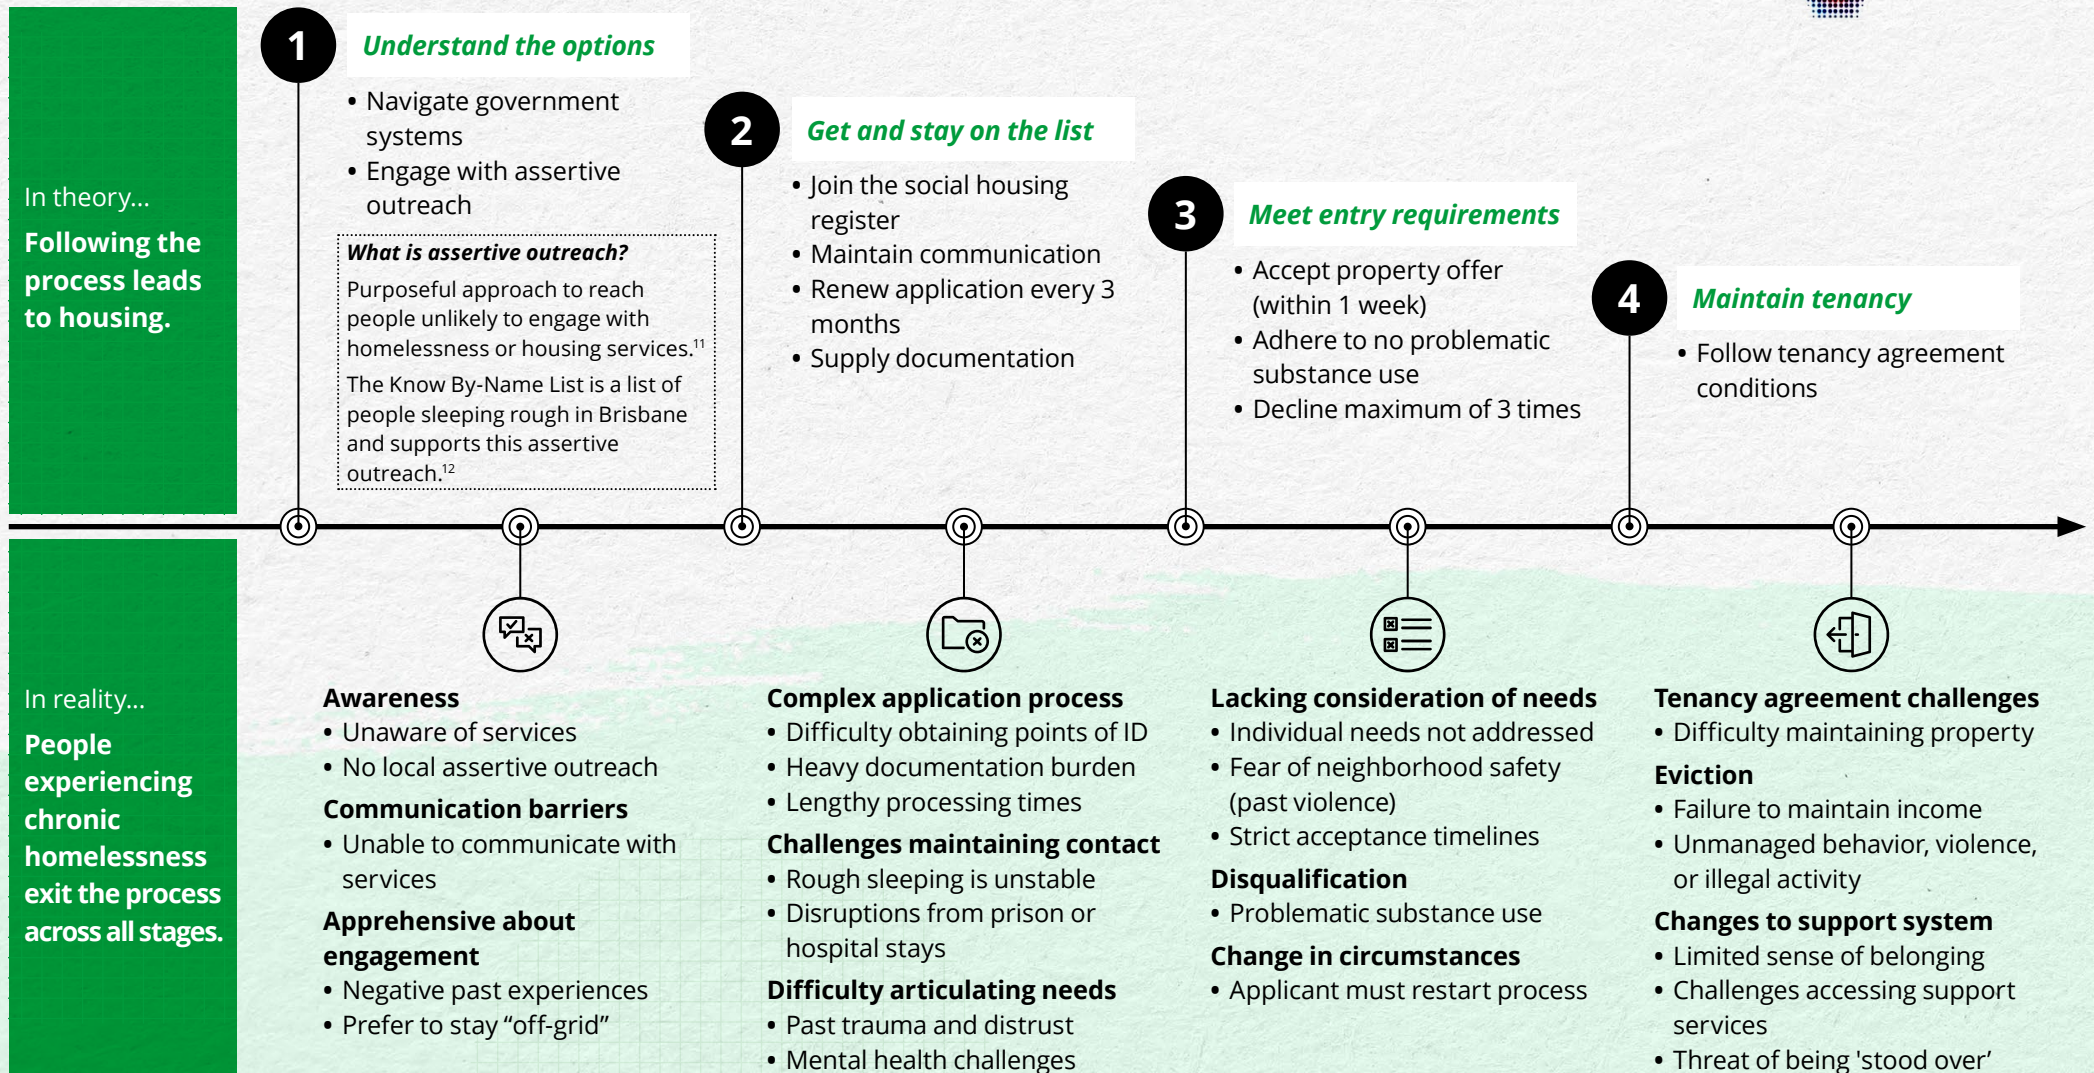 In theory...
Following the
process leads
to housing.
1
Understand the options
• Navigate government
systems
• Engage with assertive
outreach
What is assertive outreach?
Purposeful approach to reach
people unlikely to engage with
homelessness or housing services.11
The Know By-Name List is a list of
people sleeping rough in Brisbane
and supports this assertive
outreach.12
2
Get and stay on the list
• Join the social housing
register
• Maintain communication
• Renew application every 3
months
• Supply documentation
3
Meet entry requirements
• Accept property offer
(within 1 week)
• Adhere to no problematic
substance use
• Decline maximum of 3 times
4
Maintain tenancy
• Follow tenancy agreement
conditions
In reality...
People
experiencing
chronic
homelessness
exit the process
across all stages.
Awareness
• Unaware of services
• No local assertive outreach
Communication barriers
• Unable to communicate with
services
Apprehensive about
engagement
• Negative past experiences
• Prefer to stay “off-grid”
Complex application process
• Difficulty obtaining points of ID
• Heavy documentation burden
• Lengthy processing times
Challenges maintaining contact
• Rough sleeping is unstable
• Disruptions from prison or
hospital stays
Difficulty articulating needs
• Past trauma and distrust
• Mental health challenges
Lacking consideration of needs
• Individual needs not addressed
• Fear of neighborhood safety
(past violence)
• Strict acceptance timelines
Disqualification
• Problematic substance use
Change in circumstances
• Applicant must restart process
Tenancy agreement challenges
• Difficulty maintaining property
Eviction
• Failure to maintain income
• Unmanaged behavior, violence,
or illegal activity
Changes to support system
• Limited sense of belonging
• Challenges accessing support
services
• Threat of being 'stood over’